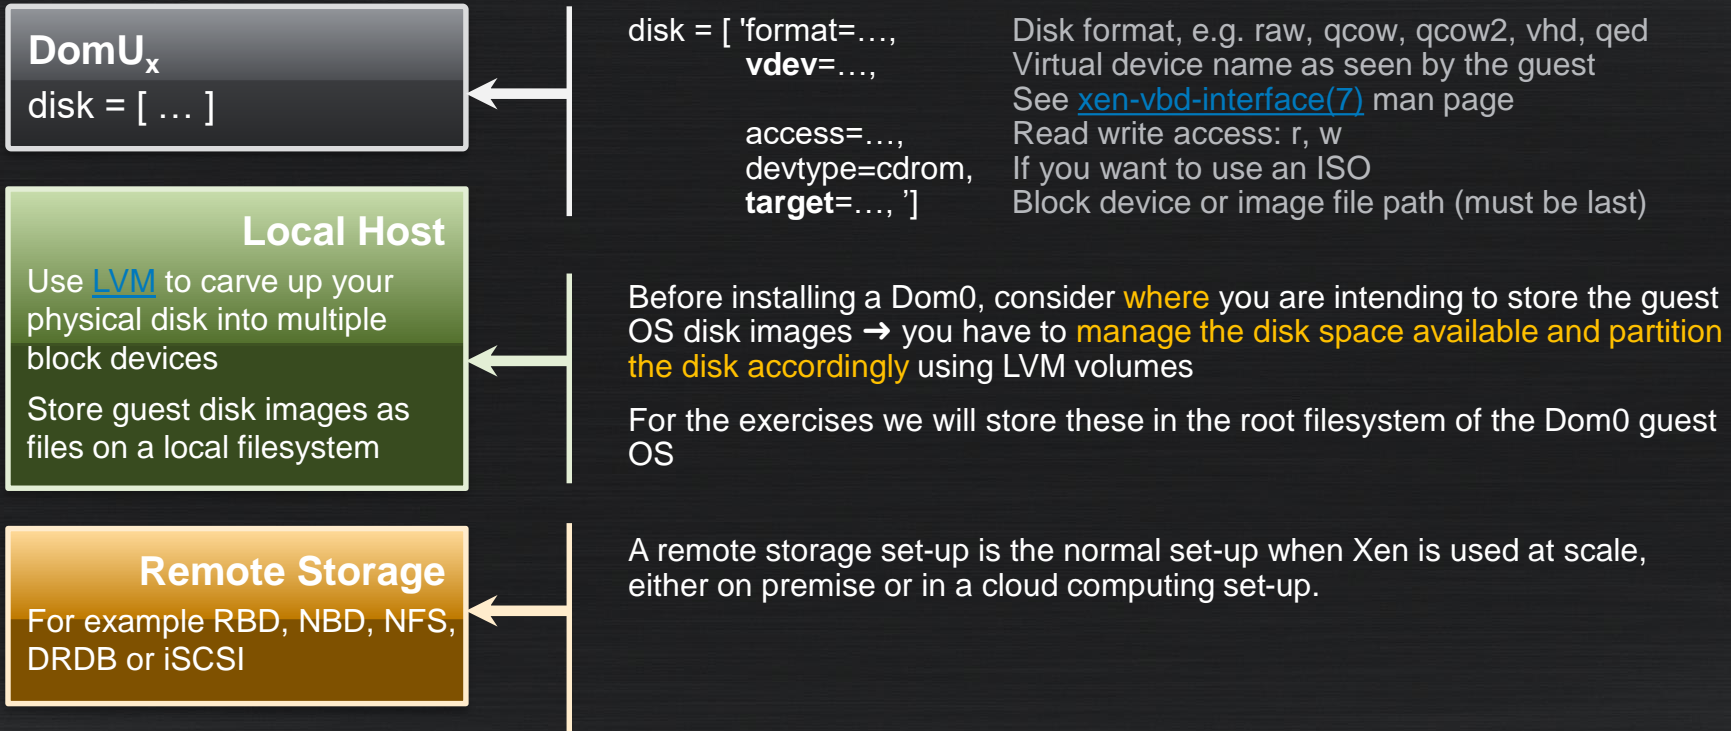 DomUx
disk = [ … ]
disk = [ 'format=…, Disk format, e.g. raw, qcow, qcow2, vhd, qed
vdev=…, Virtual device name as seen by the guest
See xen-vbd-interface(7) man page
access=…, Read write access: r, w
devtype=cdrom, If you want to use an ISO
target=…, ’] Block device or image file path (must be last)
Local Host
Use LVM to carve up your
physical disk into multiple
block devices
Store guest disk images as
files on a local filesystem
Before installing a Dom0, consider where you are intending to store the guest
OS disk images ➜ you have to manage the disk space available and partition
the disk accordingly using LVM volumes
For the exercises we will store these in the root filesystem of the Dom0 guest
OS
Remote Storage
For example RBD, NBD, NFS,
DRDB or iSCSI
A remote storage set-up is the normal set-up when Xen is used at scale,
either on premise or in a cloud computing set-up.